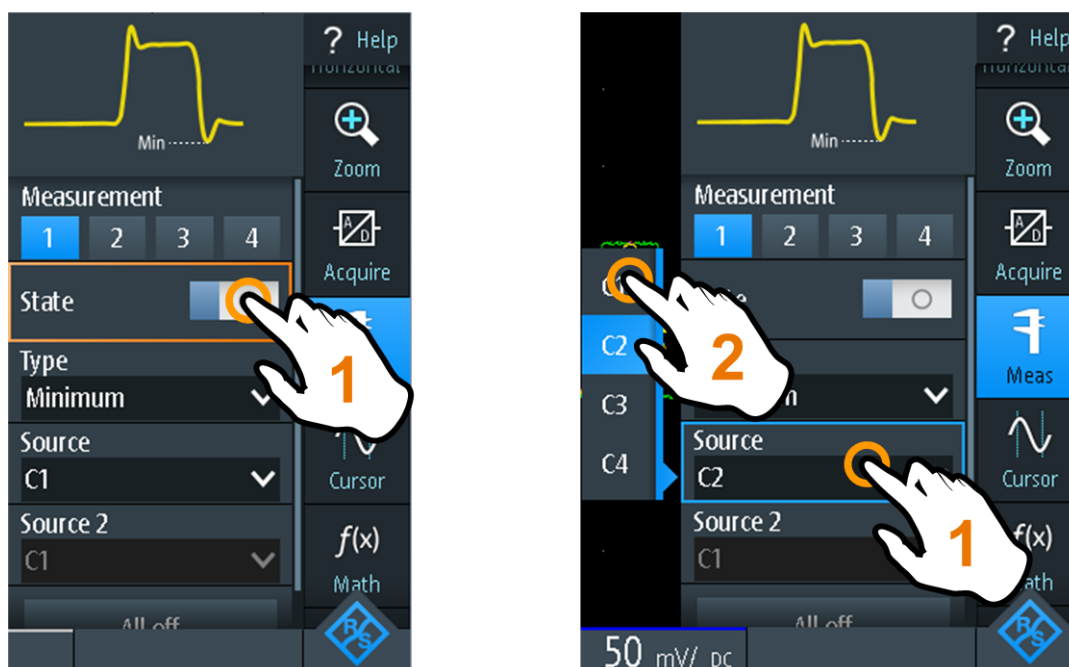 ? Help
Horizontal
Min
Zoom
Measurement
1 2 3 4
Acquire
State
1
Type
Minimum
Source
C1
Cursor
Source 2
C1
f(x)
Math
All off
R&S
? Help
Horizontal
Min
Zoom
Measurement
1 2 3 4
Acquire
C2
2
Meas
C3
Source
C4
C2
Cursor
Source 2
1
C1
f(x)
All off
50 mV/ DC
R&S